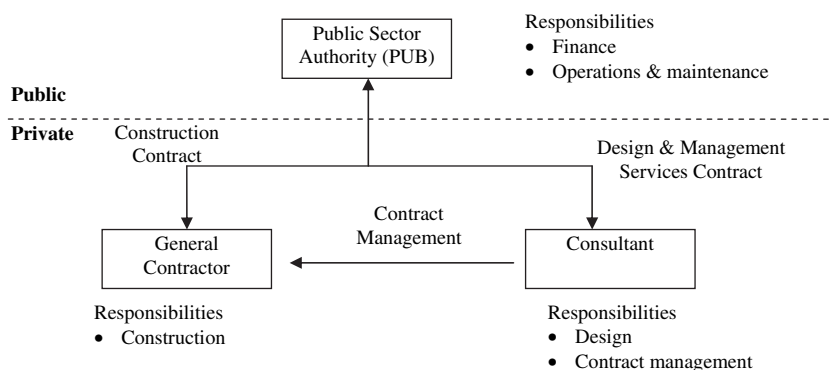 Public Sector
Authority (PUB)
Responsibilities
• Finance
• Operations & maintenance
Public
Private
Construction
Contract
Design & Management
Services Contract
Contract
Management
General
Contractor
Consultant
Responsibilities
• Construction
Responsibilities
• Design
• Contract management